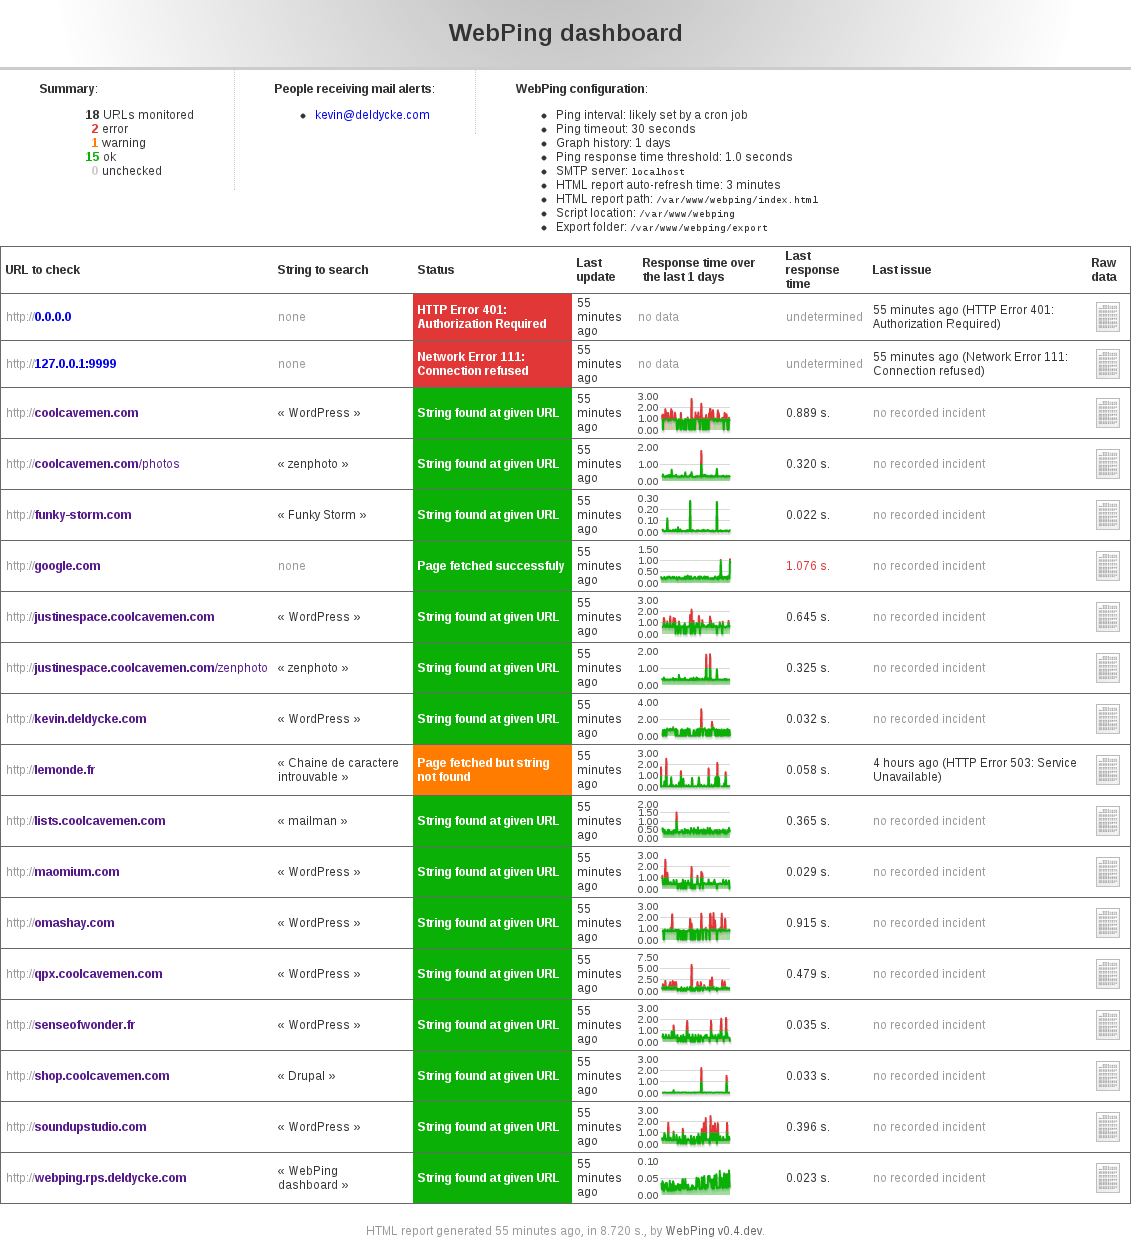 WebPing dashboard
Summary:
18 URLs monitored
2 error
1 warning
15 ok
0 unchecked
People receiving mail alerts:
kevin@deldycke.com
WebPing configuration:
Ping interval: likely set by a cron job
Ping timeout: 30 seconds
Graph history: 1 days
Ping response time threshold: 1.0 seconds
SMTP server: localhost
HTML report auto-refresh time: 3 minutes
HTML report path: /var/www/webping/index.html
Script location: /var/www/webping
Export folder: /var/www/webping/export
URL to check
String to search
Status
Last
update
Response time over
the last 1 days
Last
response
time
Last issue
Raw
data
http://0.0.0.0
none
HTTP Error 401:
Authorization Required
55
minutes
ago
no data
undetermined
55 minutes ago (HTTP Error 401:
Authorization Required)
http://127.0.0.1:9999
none
Network Error 111:
Connection refused
55
minutes
ago
no data
undetermined
55 minutes ago (Network Error 111:
Connection refused)
http://coolcavemen.com
« WordPress »
String found at given URL
55
minutes
ago
3.00
2.00
1.00
0.00
0.889 s.
no recorded incident
http://coolcavemen.com/photos
« zenphoto »
String found at given URL
55
minutes
ago
2.00
1.00
0.00
0.320 s.
no recorded incident
http://funky-storm.com
« Funky Storm »
String found at given URL
55
minutes
ago
0.30
0.20
0.10
0.00
0.022 s.
no recorded incident
http://google.com
none
Page fetched successfuly
55
minutes
ago
1.50
1.00
0.50
0.00
1.076 s.
no recorded incident
http://justinespace.coolcavemen.com
« WordPress »
String found at given URL
55
minutes
ago
3.00
2.00
1.00
0.00
0.645 s.
no recorded incident
http://justinespace.coolcavemen.com/zenphoto
« zenphoto »
String found at given URL
55
minutes
ago
2.00
1.00
0.00
0.325 s.
no recorded incident
http://kevin.deldycke.com
« WordPress »
String found at given URL
55
minutes
ago
4.00
2.00
0.00
0.032 s.
no recorded incident
http://lemonde.fr
« Chaine de caractere
introuvable »
Page fetched but string
not found
55
minutes
ago
3.00
2.00
1.00
0.00
0.058 s.
4 hours ago (HTTP Error 503: Service
Unavailable)
http://lists.coolcavemen.com
« mailman »
String found at given URL
55
minutes
ago
2.00
1.50
1.00
0.50
0.00
0.365 s.
no recorded incident
http://maomium.com
« WordPress »
String found at given URL
55
minutes
ago
3.00
2.00
1.00
0.00
0.029 s.
no recorded incident
http://omashay.com
« WordPress »
String found at given URL
55
minutes
ago
3.00
2.00
1.00
0.00
0.915 s.
no recorded incident
http://qpx.coolcavemen.com
« WordPress »
String found at given URL
55
minutes
ago
7.50
5.00
2.50
0.00
0.479 s.
no recorded incident
http://senseofwonder.fr
« WordPress »
String found at given URL
55
minutes
ago
3.00
2.00
1.00
0.00
0.035 s.
no recorded incident
http://shop.coolcavemen.com
« Drupal »
String found at given URL
55
minutes
ago
3.00
2.00
1.00
0.00
0.033 s.
no recorded incident
http://soundupstudio.com
« WordPress »
String found at given URL
55
minutes
ago
3.00
2.00
1.00
0.00
0.396 s.
no recorded incident
http://webping.rps.deldycke.com
« WebPing
dashboard »
String found at given URL
55
minutes
ago
0.10
0.05
0.00
0.023 s.
no recorded incident
HTML report generated 55 minutes ago, in 8.720 s., by WebPing v0.4.dev.